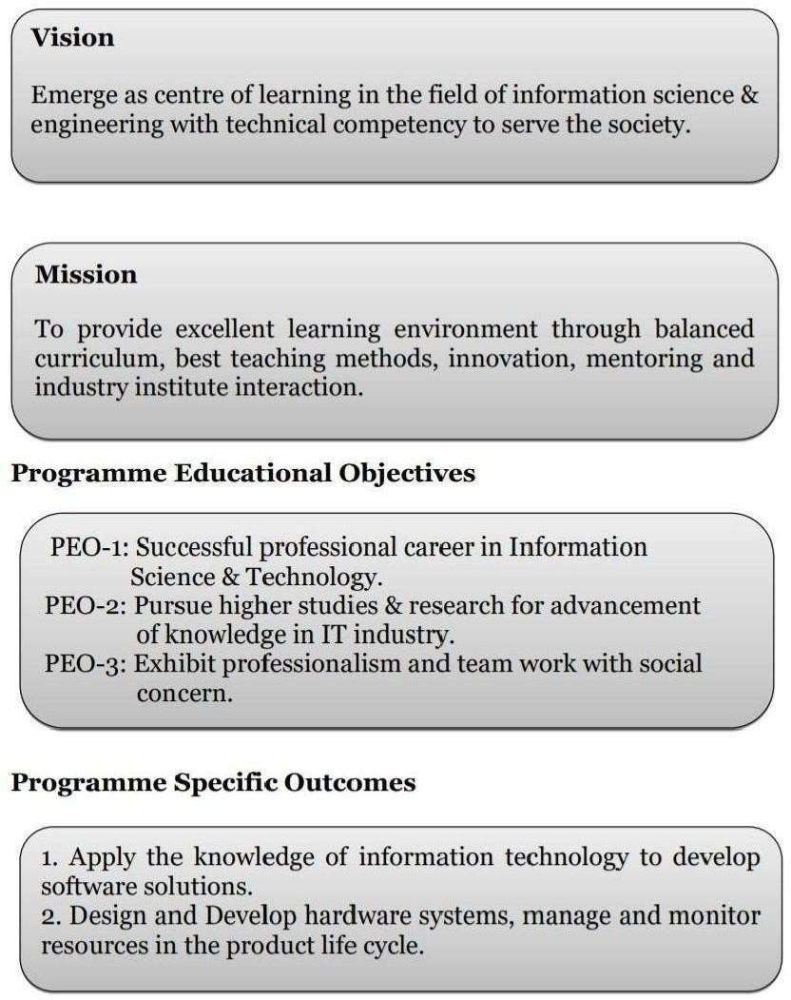 Vision
Emerge as centre of learning in the field of information science &
engineering with technical competency to serve the society.
Mission
To provide excellent learning environment through balanced
curriculum, best teaching methods, innovation, mentoring and
industry institute interaction.
Programme Educational Objectives
PEO-1: Successful professional career in Information
Science & Technology.
PEO-2: Pursue higher studies & research for advancement
of knowledge in IT industry.
PEO-3: Exhibit professionalism and team work with social
concern.
Programme Specific Outcomes
1. Apply the knowledge of information technology to develop
software solutions.
2. Design and Develop hardware systems, manage and monitor
resources in the product life cycle.